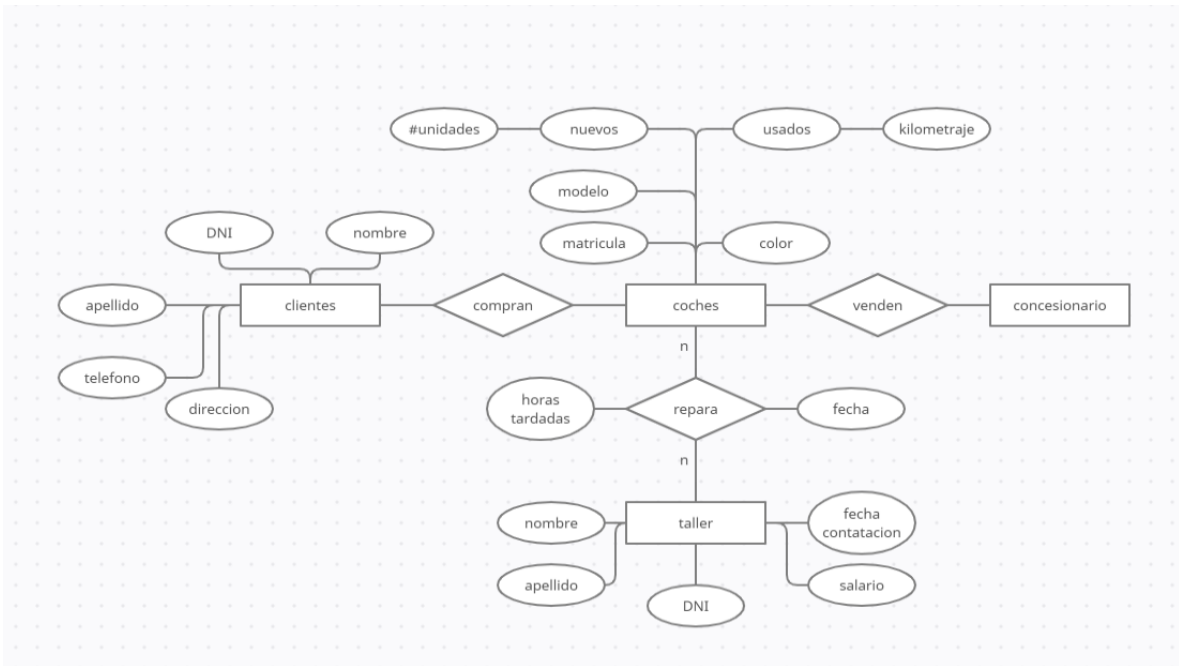 #unidades
nuevos
usados
kilometraje
modelo
matricula
color
DNI
nombre
apellido
clientes
compran
coches
venden
concesionario
telefono
direccion
n
horas
tardadas
repara
fecha
n
nombre
taller
fecha
contatacion
apellido
DNI
salario